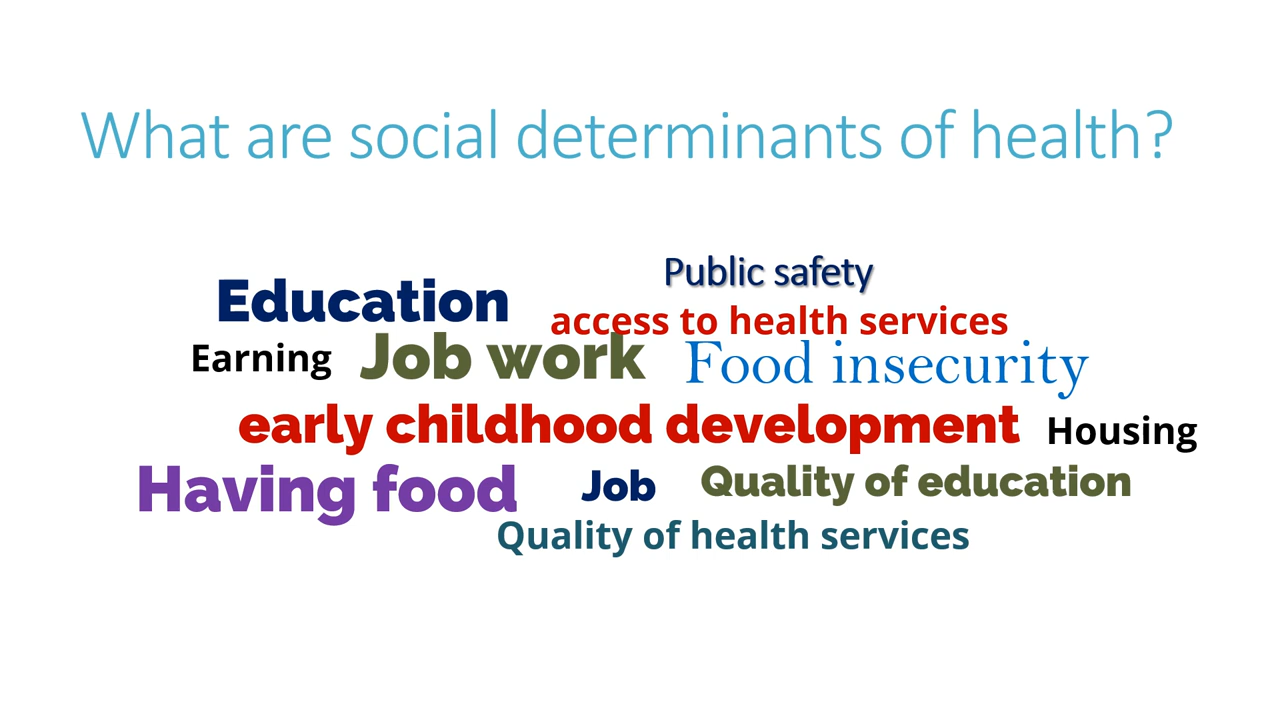 What are social determinants of health?
Public safety
Education
access to health services
Earning
Job work
Food insecurity
early childhood development
Housing
Having food
Job
Quality of education
Quality of health services